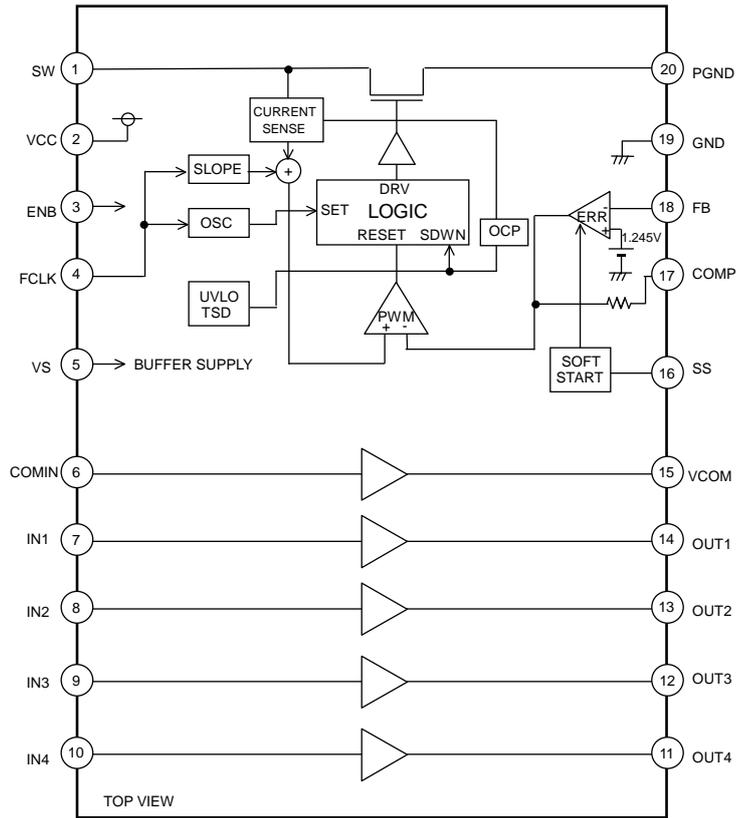 SW 1
20 PGND
CURRENT
SENSE
VCC 2
19 GND
SLOPE
+
DRV
LOGIC
SET
RESET SDWN
ENB 3
18 FB
ERR
-
+
1.245V
OSC
OCP
FCLK 4
17 COMP
UVLO
TSD
PWM
+ -
VS 5
BUFFER SUPPLY
SOFT
START
16 SS
COMIN 6
15 VCOM
IN1 7
14 OUT1
IN2 8
13 OUT2
IN3 9
12 OUT3
IN4 10
11 OUT4
TOP VIEW